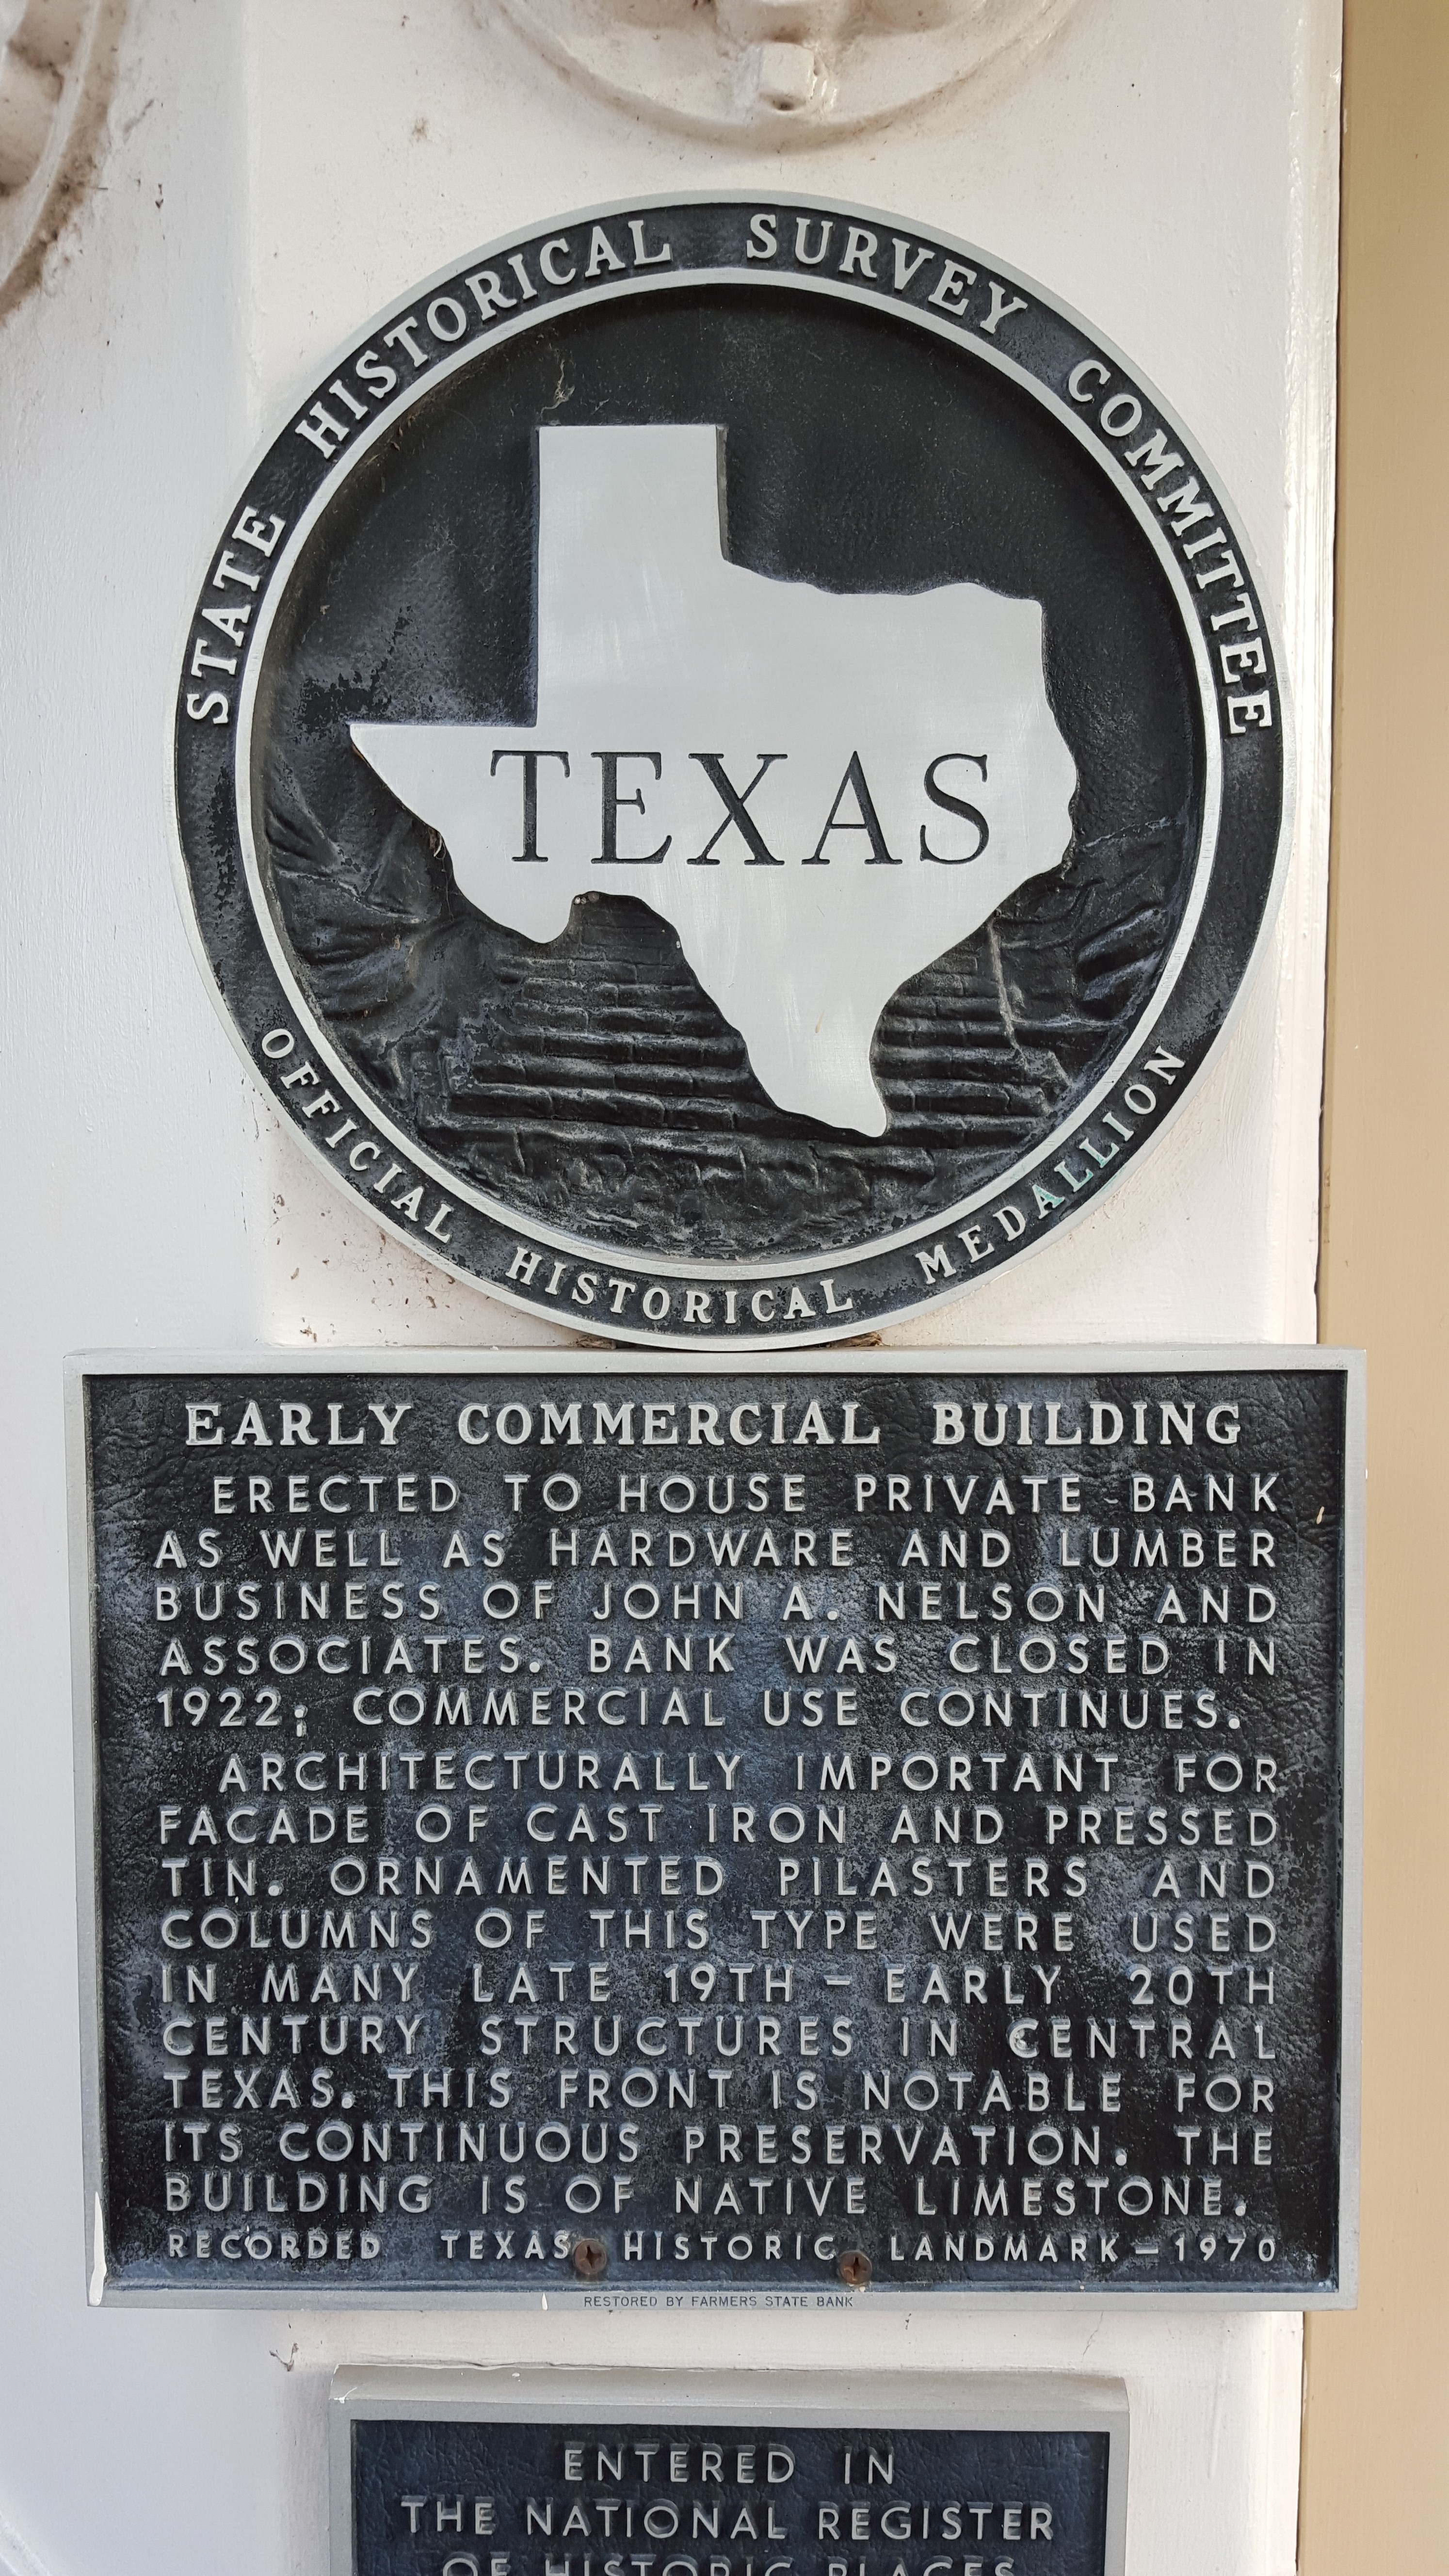 STATE HISTORICAL SURVEY COMMITTEE
TEXAS
OFFICIAL HISTORICAL MEDALLION
EARLY COMMERCIAL BUILDING
ERECTED TO HOUSE PRIVATE BANK
AS WELL AS HARDWARE AND LUMBER
BUSINESS OF JOHN A. NELSON AND
ASSOCIATES. BANK WAS CLOSED IN
1922; COMMERCIAL USE CONTINUES.
ARCHITECTURALLY IMPORTANT FOR
FACADE OF CAST IRON AND PRESSED
TIN. ORNAMENTED PILASTERS AND
COLUMNS OF THIS TYPE WERE USED
IN MANY LATE 19TH - EARLY 20TH
CENTURY STRUCTURES IN CENTRAL
TEXAS. THIS FRONT IS NOTABLE FOR
ITS CONTINUOUS PRESERVATION. THE
BUILDING IS OF NATIVE LIMESTONE.
RECORDED TEXAS HISTORIC LANDMARK-1970
RESTORED BY FARMERS STATE BANK
ENTERED IN
THE NATIONAL REGISTER
OF HISTORIC PLACES